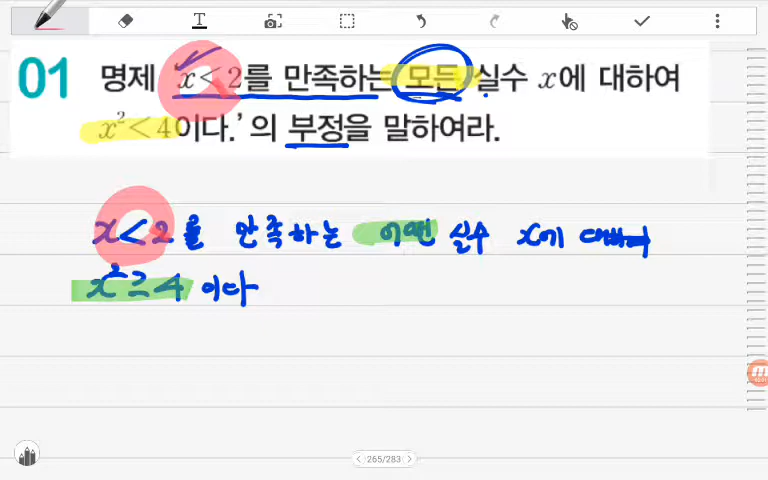 01 명제 'x < 2를 만족하는 모든 실수 x에 대하여
x² < 4이다.'의 부정을 말하여라.
x<2 를 만족하는 어떤 실수 x에 대하여
x² ≥ 4 이다
265/283